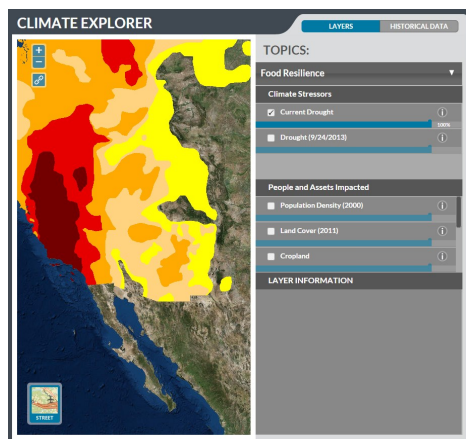 CLIMATE EXPLORER
LAYERS
HISTORICAL DATA
TOPICS:
Food Resilience
Climate Stressors
Current Drought
100%
Drought (9/24/2013)
People and Assets Impacted
Population Density (2000)
Land Cover (2011)
Cropland
LAYER INFORMATION
STREET